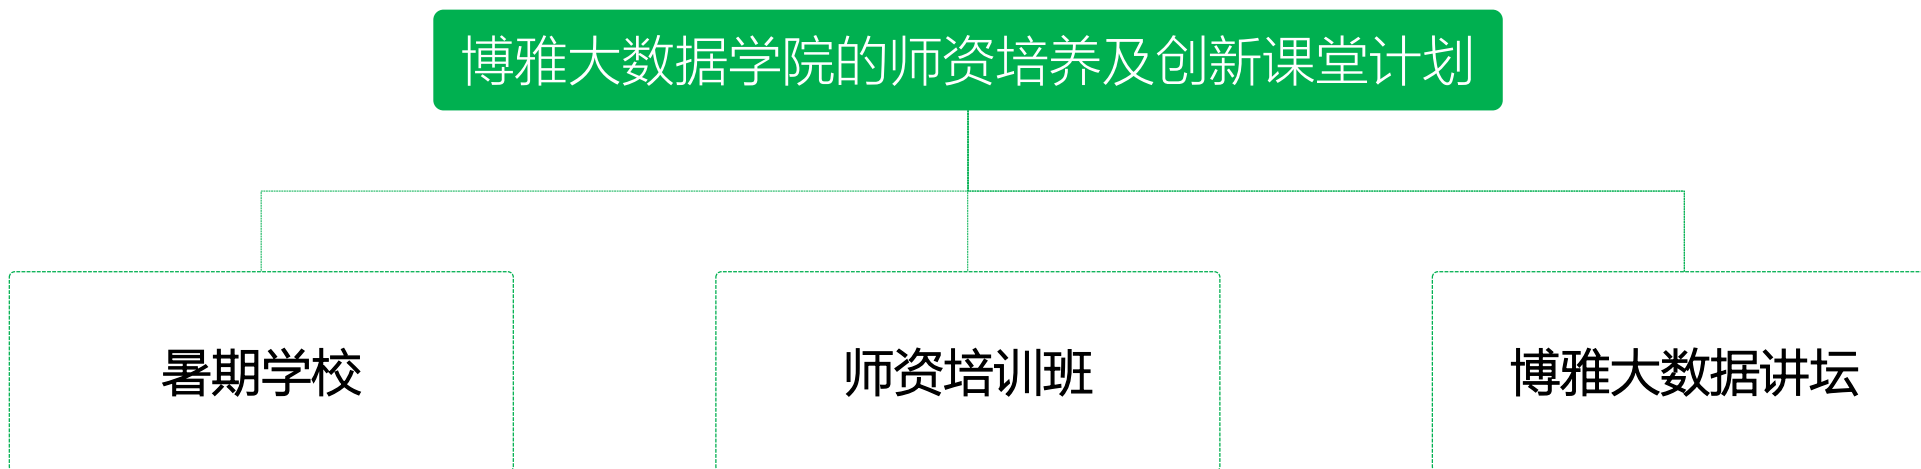 博雅大数据学院的师资培养及创新课堂计划
暑期学校
师资培训班
博雅大数据讲坛